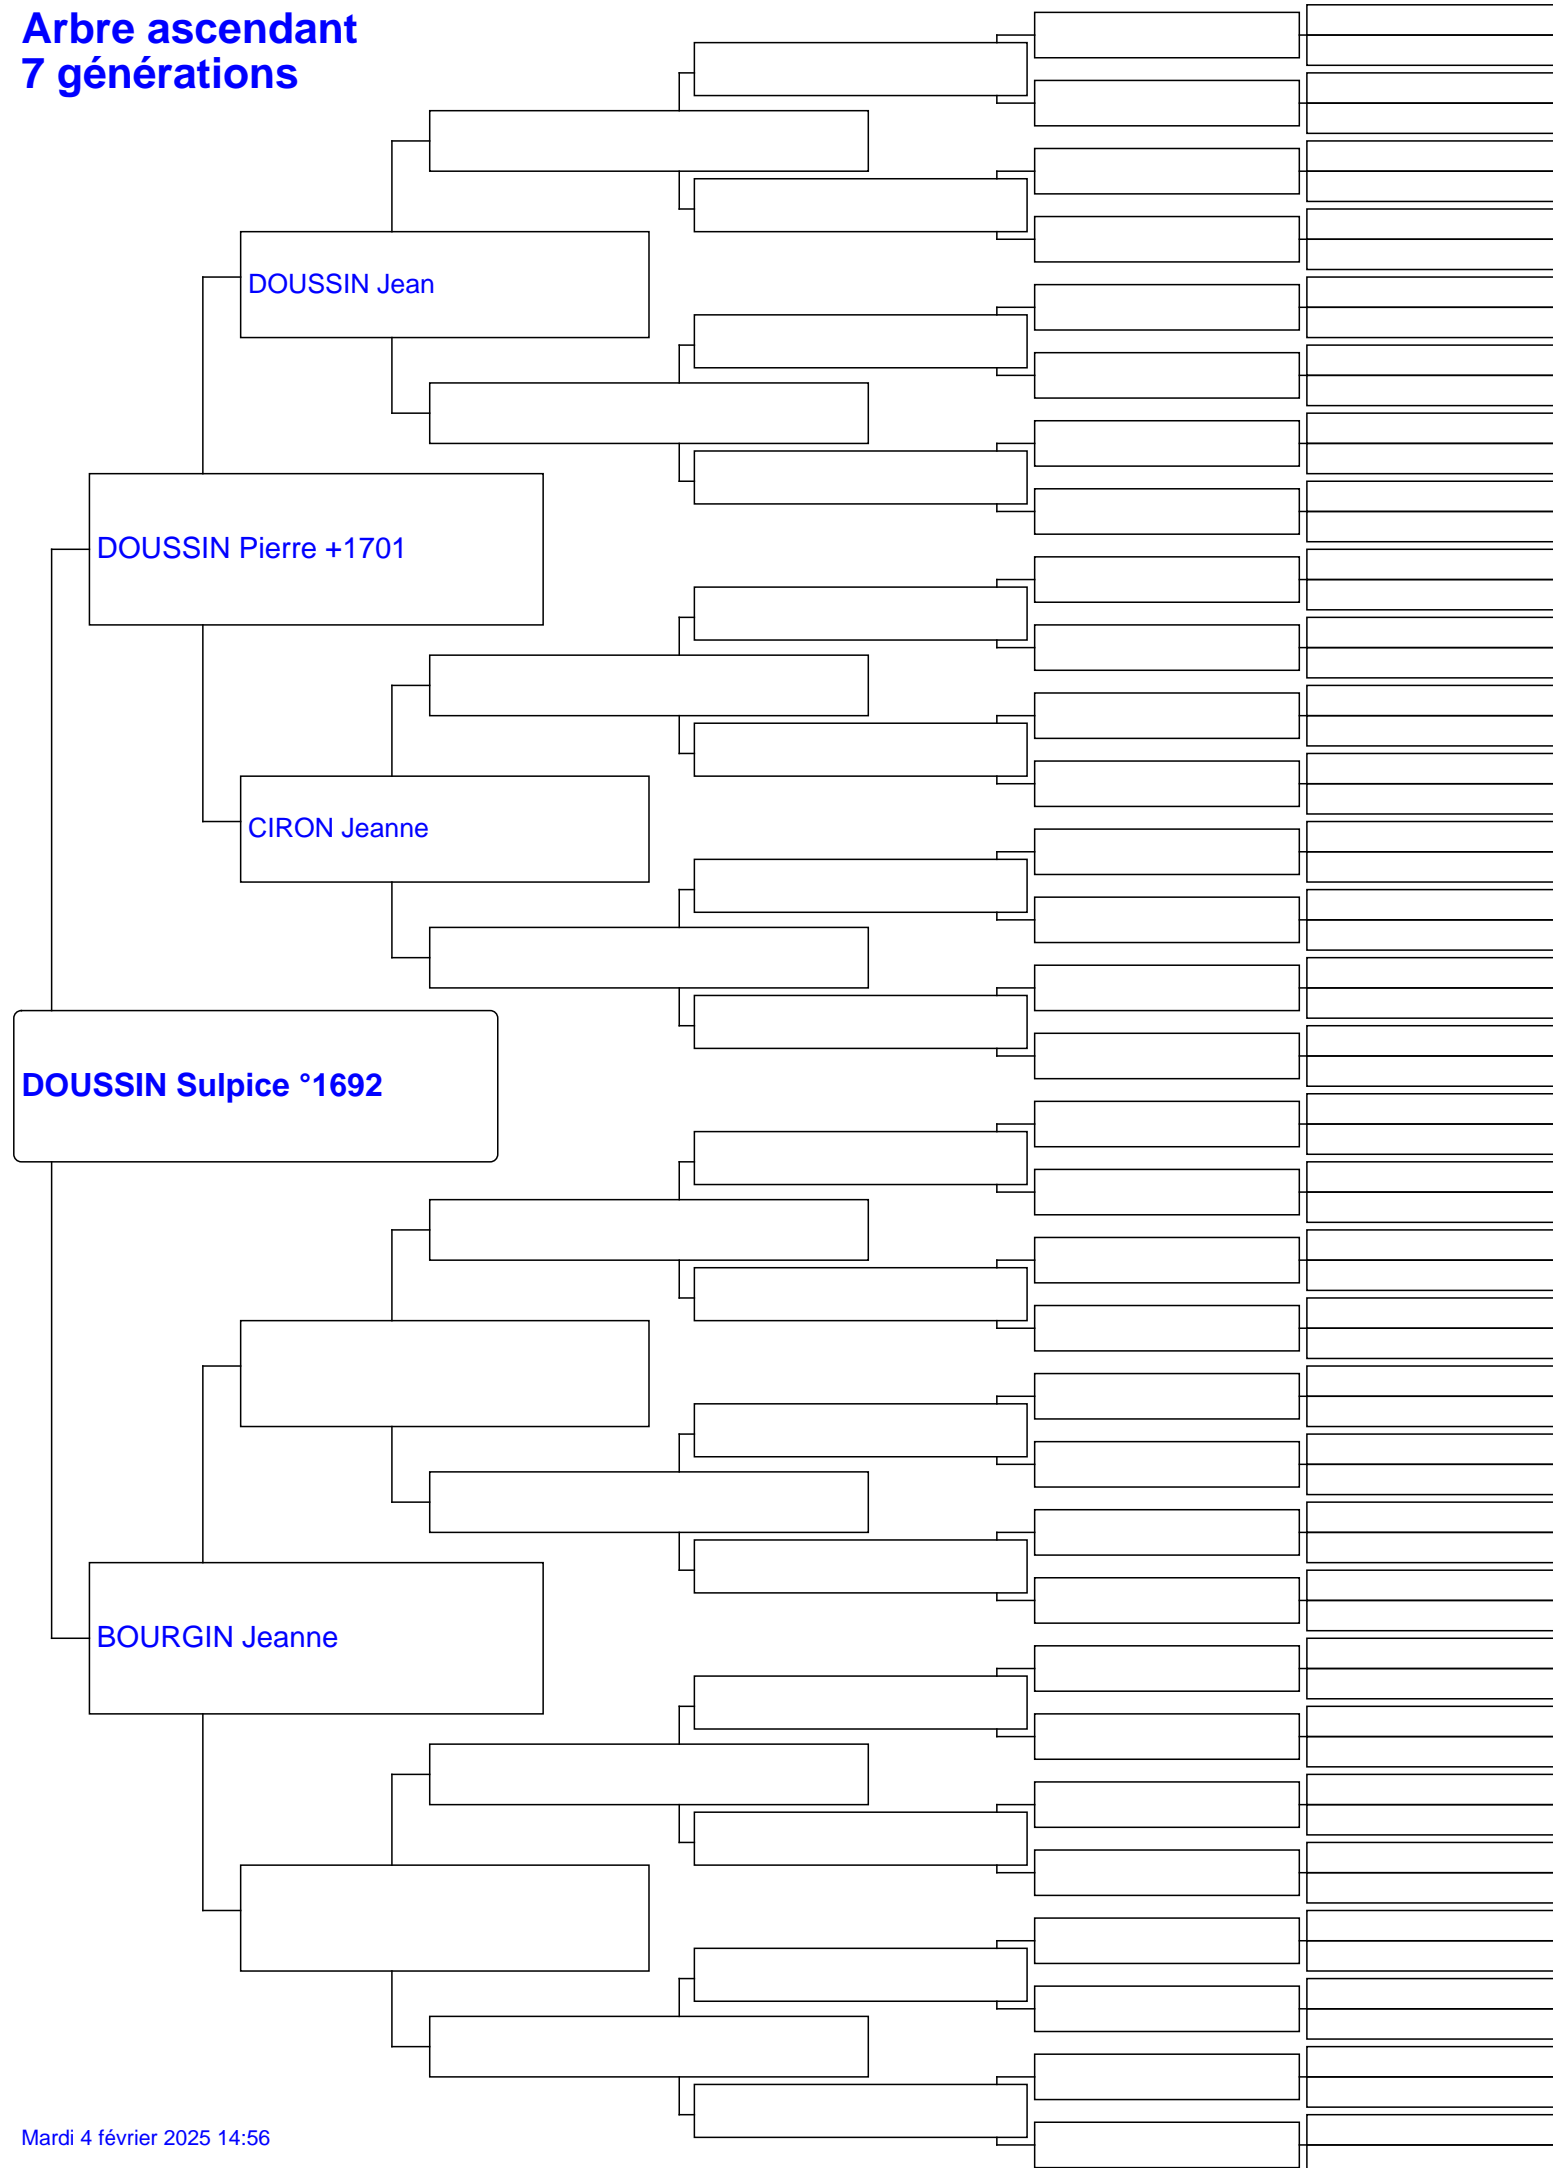 Arbre ascendant
7 générations
DOUSSIN Jean
DOUSSIN Pierre +1701
CIRON Jeanne
DOUSSIN Sulpice °1692
BOURGIN Jeanne
Mardi 4 février 2025 14:56